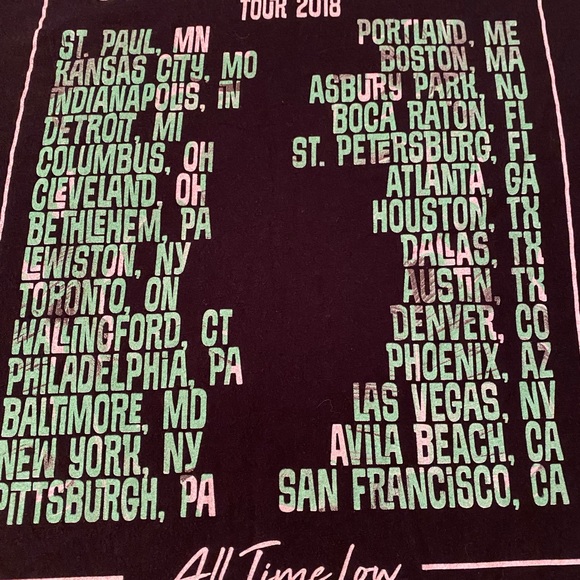 TOUR 2018
ST. PAUL, MN
KANSAS CITY, MO
INDIANAPOLIS, IN
DETROIT, MI
COLUMBUS, OH
CLEVELAND, OH
BETHLEHEM, PA
LEWISTON, NY
TORONTO, ON
WALLINGFORD, CT
PHILADELPHIA, PA
BALTIMORE, MD
NEW YORK, NY
PITTSBURGH, PA
PORTLAND, ME
BOSTON, MA
ASBURY PARK, NJ
BOCA RATON, FL
ST. PETERSBURG, FL
ATLANTA, GA
HOUSTON, TX
DALLAS, TX
AUSTIN, TX
DENVER, CO
PHOENIX, AZ
LAS VEGAS, NV
AVILA BEACH, CA
SAN FRANCISCO, CA
All Time Low